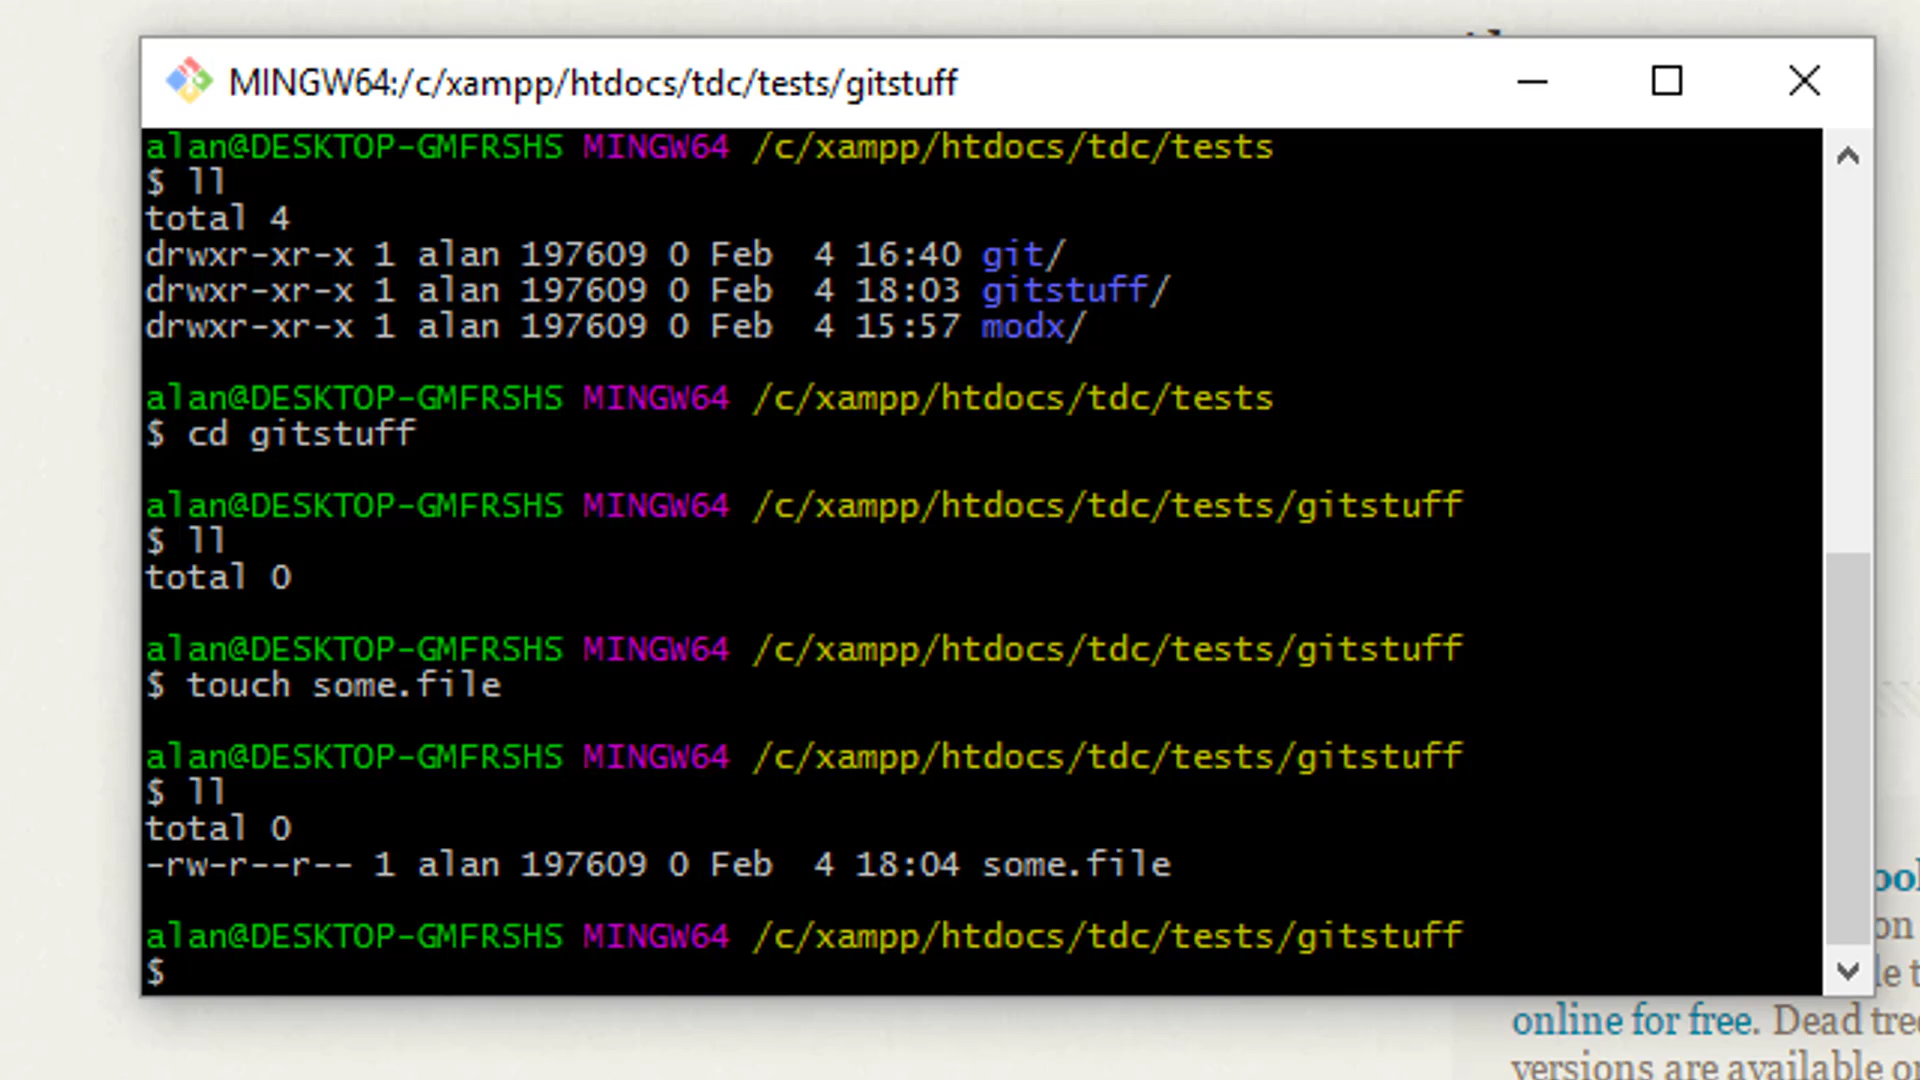 MINGW64:/c/xampp/htdocs/tdc/tests/gitstuff
alan@DESKTOP-GMFRSHS MINGW64 /c/xampp/htdocs/tdc/tests
$ ll
total 4
drwxr-xr-x 1 alan 197609 0 Feb  4 16:40 git/
drwxr-xr-x 1 alan 197609 0 Feb  4 18:03 gitstuff/
drwxr-xr-x 1 alan 197609 0 Feb  4 15:57 modx/
alan@DESKTOP-GMFRSHS MINGW64 /c/xampp/htdocs/tdc/tests
$ cd gitstuff
alan@DESKTOP-GMFRSHS MINGW64 /c/xampp/htdocs/tdc/tests/gitstuff
$ ll
total 0
alan@DESKTOP-GMFRSHS MINGW64 /c/xampp/htdocs/tdc/tests/gitstuff
$ touch some.file
alan@DESKTOP-GMFRSHS MINGW64 /c/xampp/htdocs/tdc/tests/gitstuff
$ ll
total 0
-rw-r--r-- 1 alan 197609 0 Feb  4 18:04 some.file
alan@DESKTOP-GMFRSHS MINGW64 /c/xampp/htdocs/tdc/tests/gitstuff
$
on
online for free. Dead
versions are available